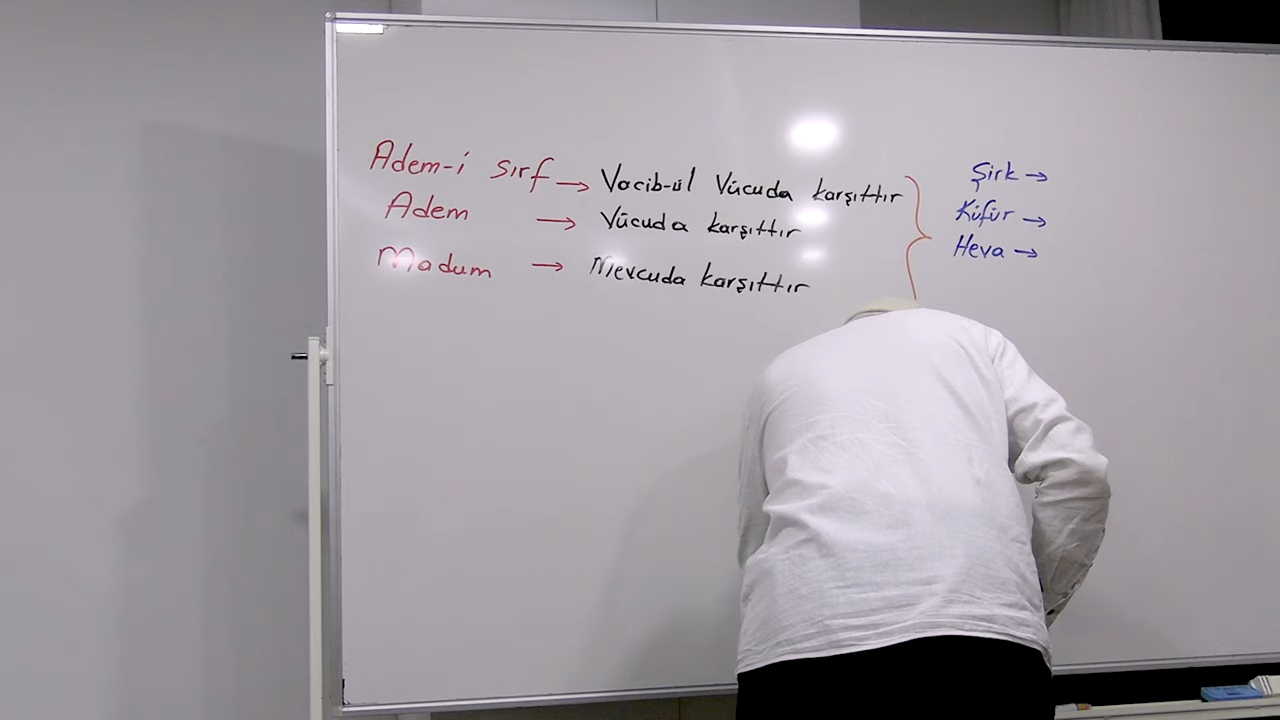 Adem-i sırf → Vacib-ül Vücuda karşıttır
Adem → Vücuda karşıttır
Madum → Mevcuda karşıttır
Şirk →
Küfür →
Heva →